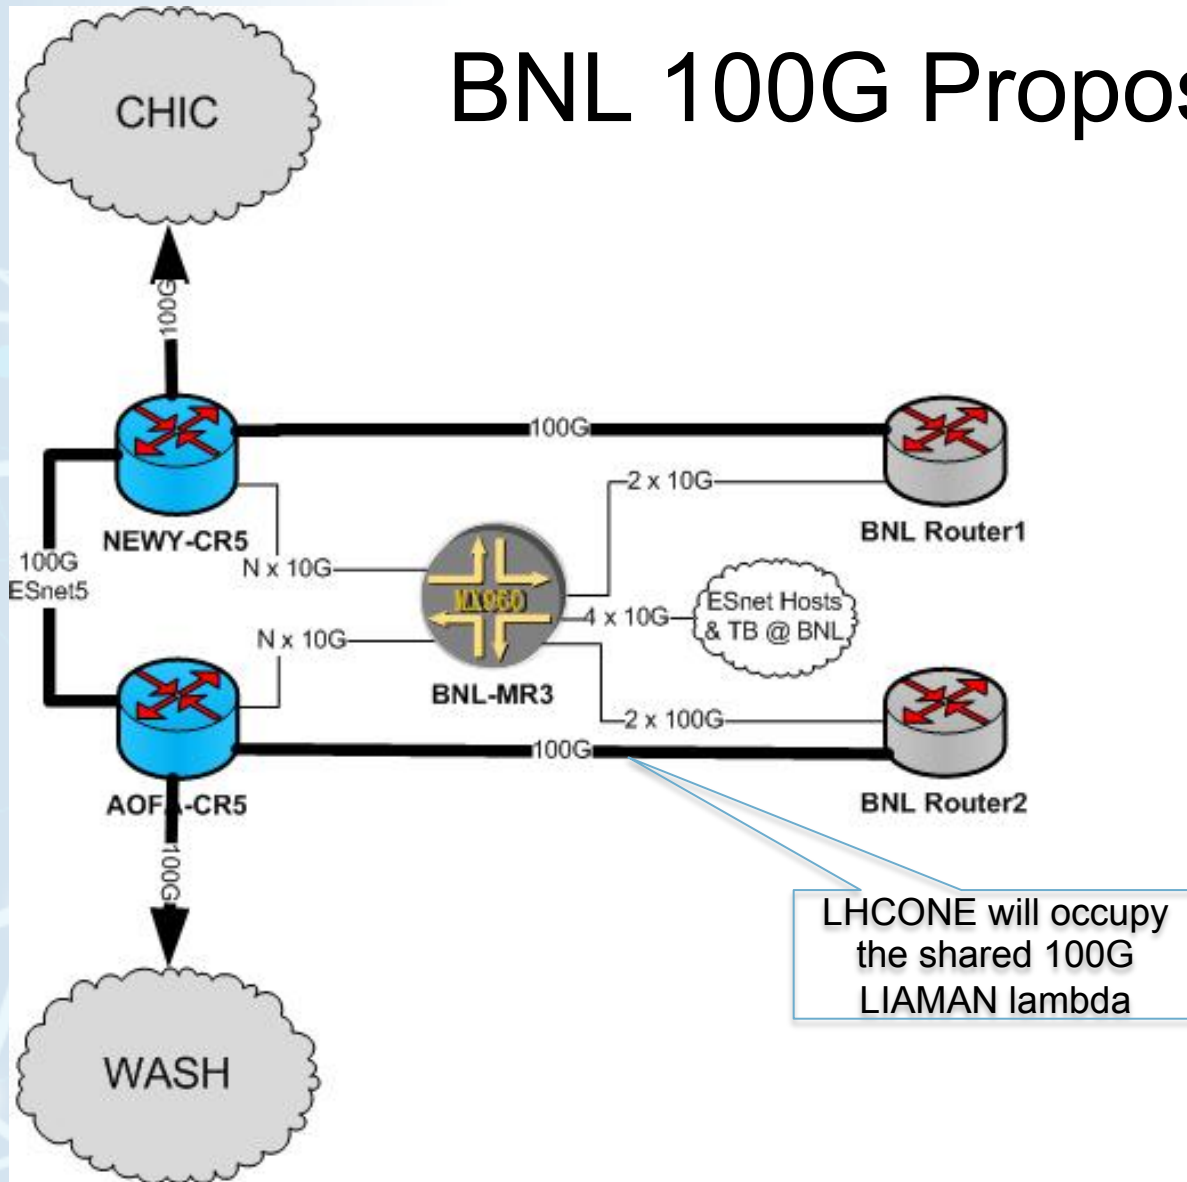 BNL 100G Propos
CHIC
100G
100G
2 x 10G
NEWY-CR5
BNL Router1
100G
ESnet5
N x 10G
MX960
ESnet Hosts
& TB @ BNL
4 x 10G
N x 10G
BNL-MR3
2 x 100G
100G
AOFA-CR5
BNL Router2
100G
LHCONE will occupy
the shared 100G
LIAMAN lambda
WASH